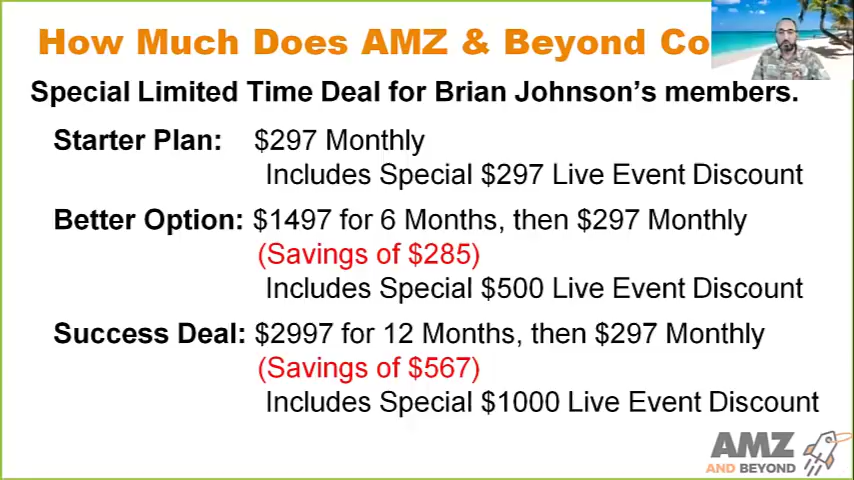 How Much Does AMZ & Beyond Co
Special Limited Time Deal for Brian Johnson's members.
Starter Plan: $297 Monthly
Includes Special $297 Live Event Discount
Better Option: $1497 for 6 Months, then $297 Monthly
(Savings of $285)
Includes Special $500 Live Event Discount
Success Deal: $2997 for 12 Months, then $297 Monthly
(Savings of $567)
Includes Special $1000 Live Event Discount
AMZ
AND BEYOND